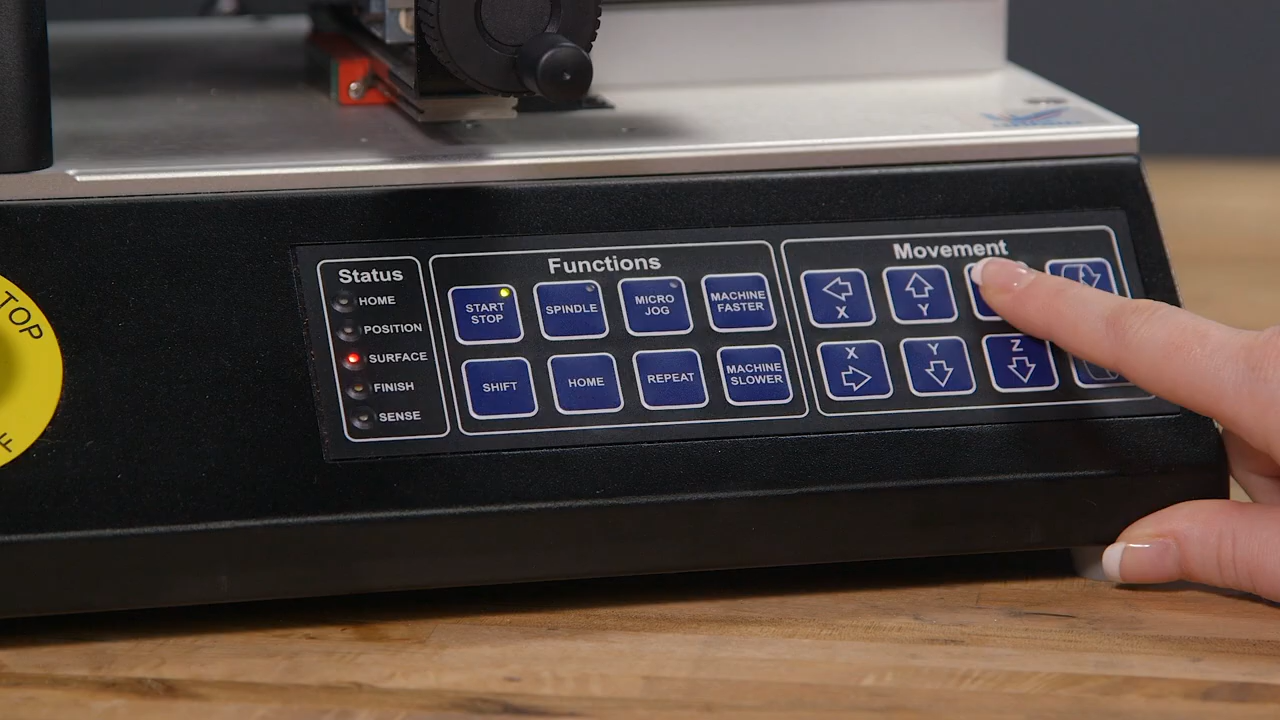 TOP
F
Status
HOME
POSITION
SURFACE
FINISH
SENSE
Functions
START
STOP
SPINDLE
MICRO
JOG
MACHINE
FASTER
SHIFT
HOME
REPEAT
MACHINE
SLOWER
Movement
X
Y
X
Y
Z